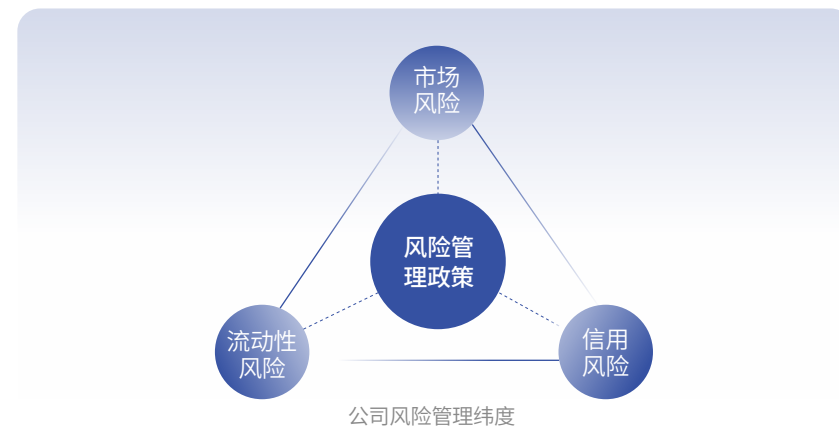 市场
风险
风险管
理政策
流动性
风险
信用
风险
公司风险管理纬度